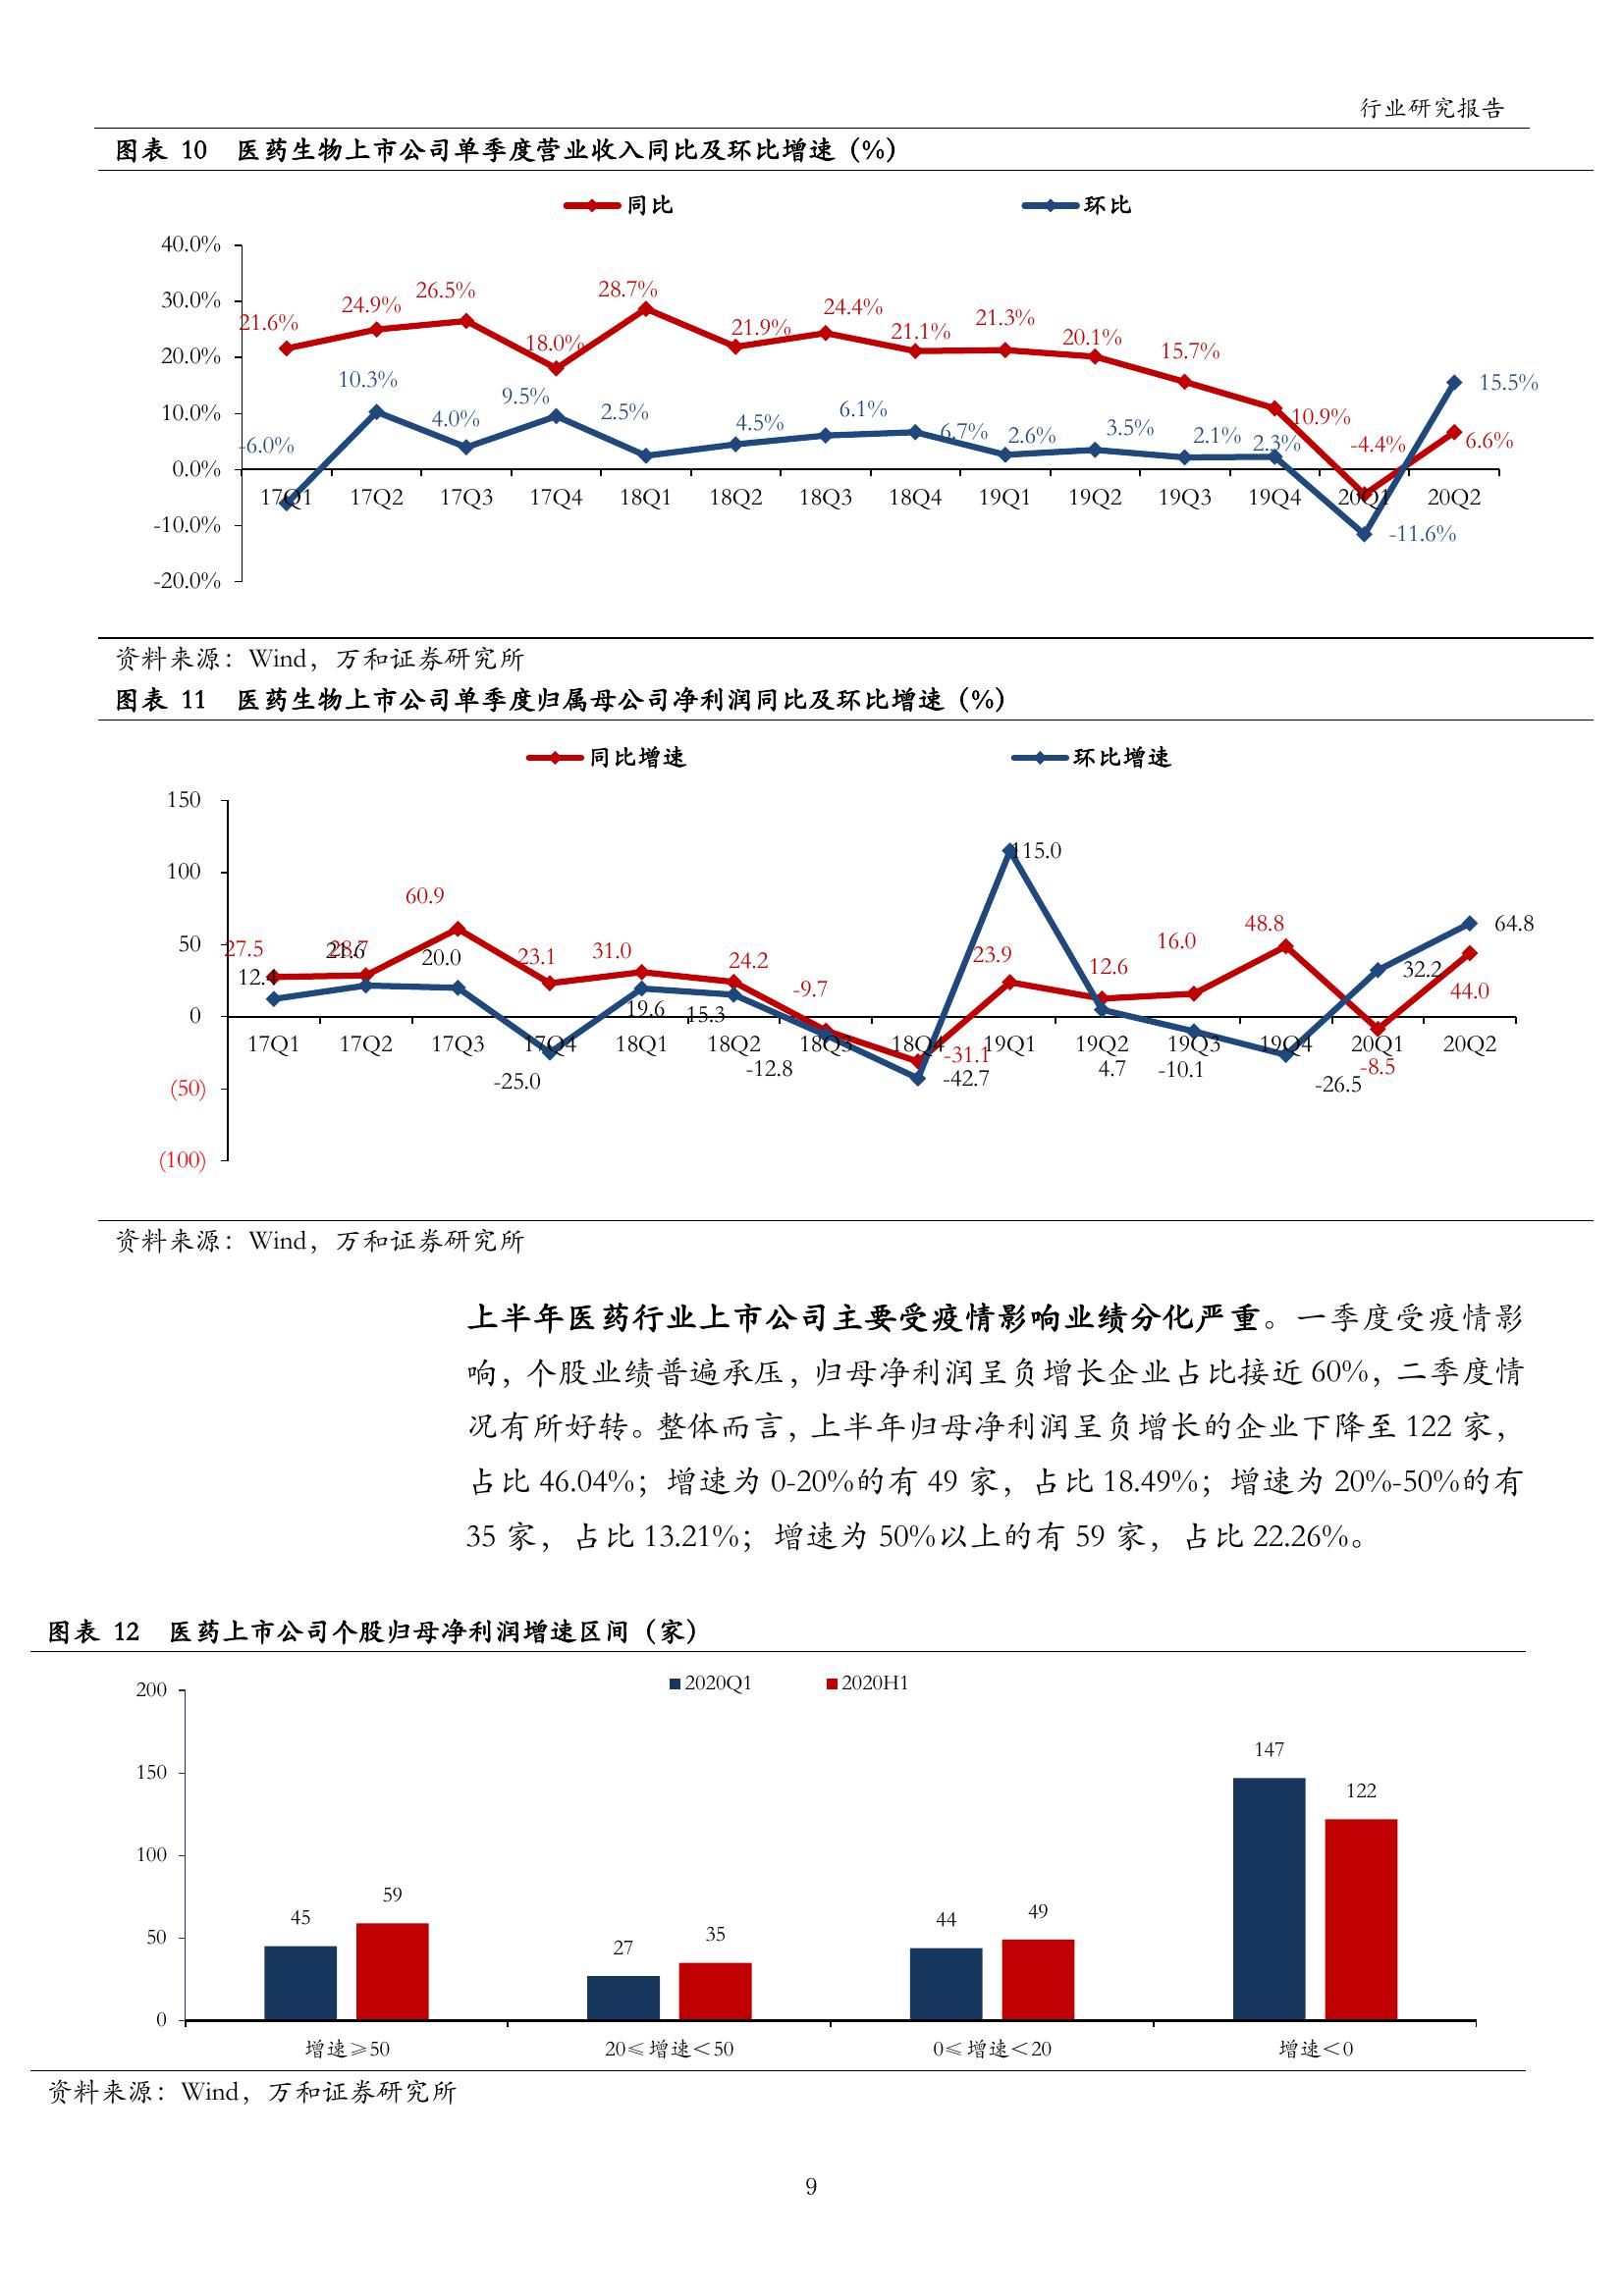 行业研究报告
图表 10 医药生物上市公司单季度营业收入同比及环比增速（%）
同比 环比
40.0%
30.0%
20.0%
10.0%
0.0%
-10.0%
-20.0%
21.6% 24.9% 26.5% 18.0% 28.7% 21.9% 24.4% 21.1% 21.3% 20.1% 15.7% 10.9% -4.4% 6.6%
-6.0% 10.3% 4.0% 9.5% 2.5% 4.5% 6.1% 6.7% 2.6% 3.5% 2.1% 2.3% -11.6% 15.5%
17Q1 17Q2 17Q3 17Q4 18Q1 18Q2 18Q3 18Q4 19Q1 19Q2 19Q3 19Q4 20Q1 20Q2
资料来源：Wind，万和证券研究所
图表 11 医药生物上市公司单季度归属母公司净利润同比及环比增速（%）
同比增速 环比增速
150
100
50
0
(50)
(100)
27.5 28.7 60.9 23.1 31.0 24.2 -9.7 -31.1 23.9 12.6 16.0 48.8 -8.5 44.0
21.6 20.0 -25.0 19.6 15.3 -12.8 -42.7 115.0 4.7 -10.1 -26.5 32.2 64.8
17Q1 17Q2 17Q3 17Q4 18Q1 18Q2 18Q3 18Q4 19Q1 19Q2 19Q3 19Q4 20Q1 20Q2
资料来源：Wind，万和证券研究所
上半年医药行业上市公司主要受疫情影响业绩分化严重。一季度受疫情影
响，个股业绩普遍承压，归母净利润呈负增长企业占比接近 60%，二季度情
况有所好转。整体而言，上半年归母净利润呈负增长的企业下降至 122 家，
占比 46.04%；增速为 0-20%的有 49 家，占比 18.49%；增速为 20%-50%的有
35 家，占比 13.21%；增速为 50%以上的有 59 家，占比 22.26%。
图表 12 医药上市公司个股归母净利润增速区间（家）
2020Q1 2020H1
200
150
100
50
0
45 59 27 35 44 49 147 122
增速≥50 20≤增速＜50 0≤增速＜20 增速＜0
资料来源：Wind，万和证券研究所
9